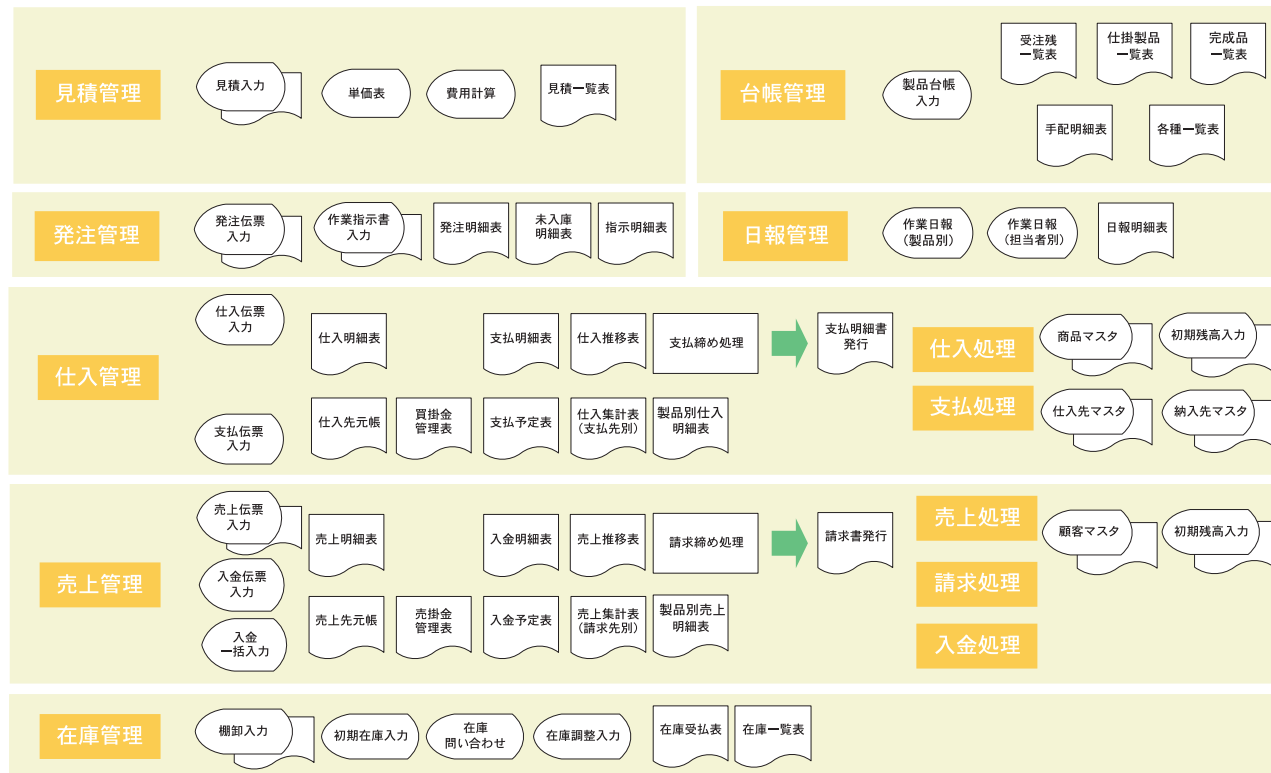 見積管理
見積入力
単価表
費用計算
見積一覧表
台帳管理
製品台帳
入力
受注残
一覧表
仕掛製品
一覧表
完成品
一覧表
手配明細表
各種一覧表
発注管理
発注伝票
入力
作業指示書
入力
発注明細表
未入庫
明細表
指示明細表
日報管理
作業日報
（製品別）
作業日報
（担当者別）
日報明細表
仕入管理
仕入伝票
入力
支払伝票
入力
仕入明細表
支払明細表
仕入推移表
支払締め処理
支払明細書
発行
仕入先元帳
買掛金
管理表
支払予定表
仕入集計表
（支払先別）
製品別仕入
明細表
仕入処理
支払処理
商品マスタ
初期残高入力
仕入先マスタ
納入先マスタ
売上管理
売上伝票
入力
入金伝票
入力
入金
一括入力
売上明細表
入金明細表
売上推移表
請求締め処理
請求書発行
売上先元帳
売掛金
管理表
入金予定表
売上集計表
（請求先別）
製品別売上
明細表
売上処理
請求処理
入金処理
顧客マスタ
初期残高入力
在庫管理
棚卸入力
初期在庫入力
在庫
問い合わせ
在庫調整入力
在庫受払表
在庫一覧表